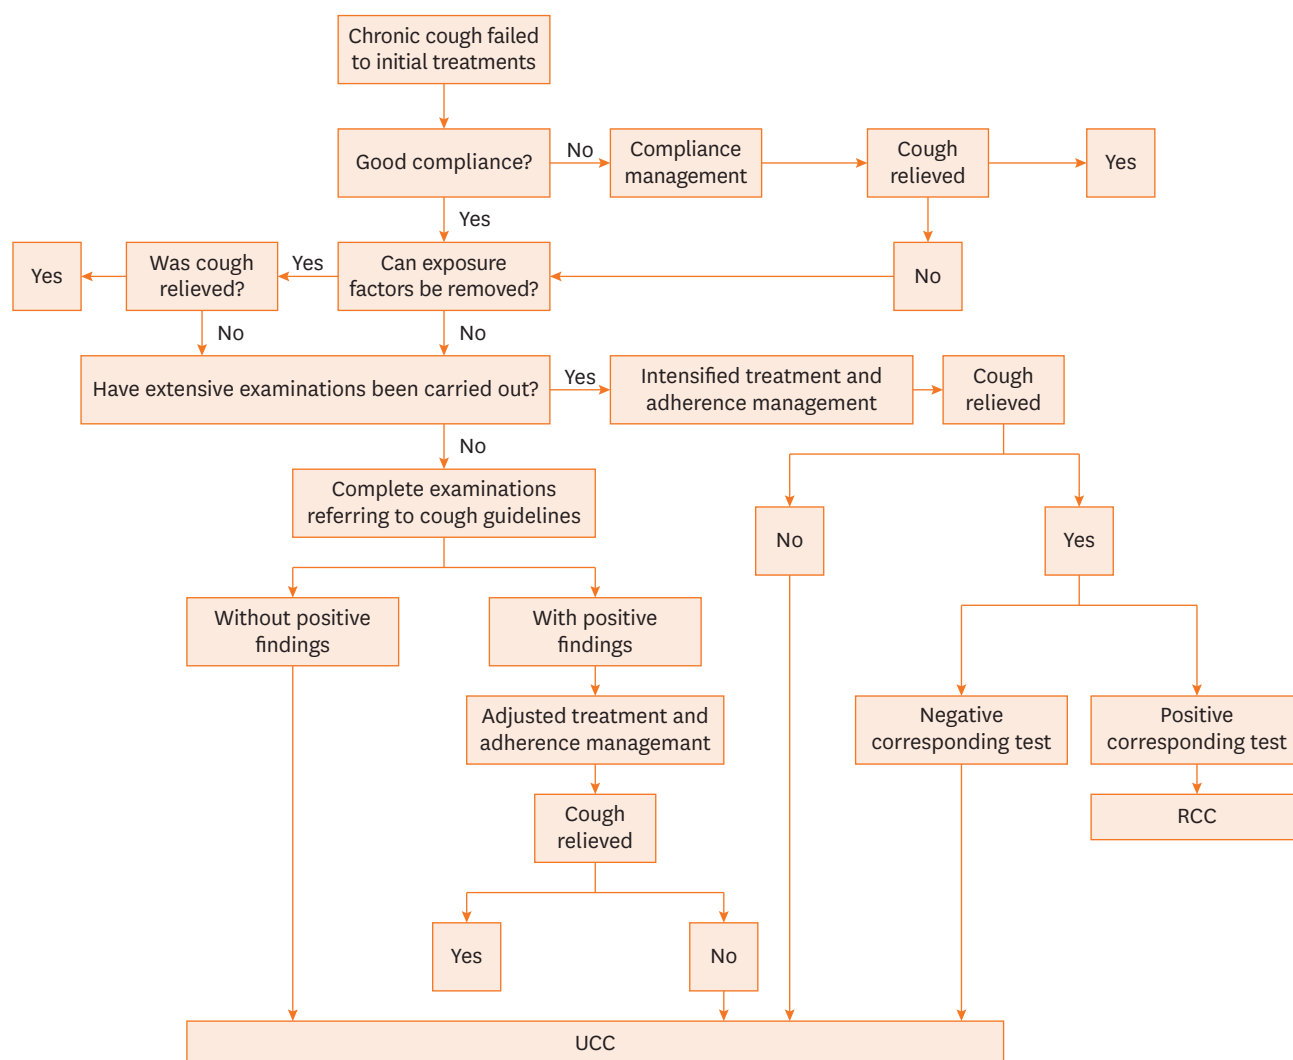 Chronic cough failed
to initial treatments
Good compliance?
No
Compliance
management
Cough
relieved
Yes
Yes
Yes
Was cough
relieved?
Yes
Can exposure
factors be removed?
No
No
No
Have extensive examinations been carried out?
Yes
Intensified treatment and
adherence management
Cough
relieved
No
Complete examinations
referring to cough guidelines
No
Yes
Without positive
findings
With positive
findings
Adjusted treatment and
adherence managemant
Negative
corresponding test
Positive
corresponding test
Cough
relieved
RCC
Yes
No
UCC